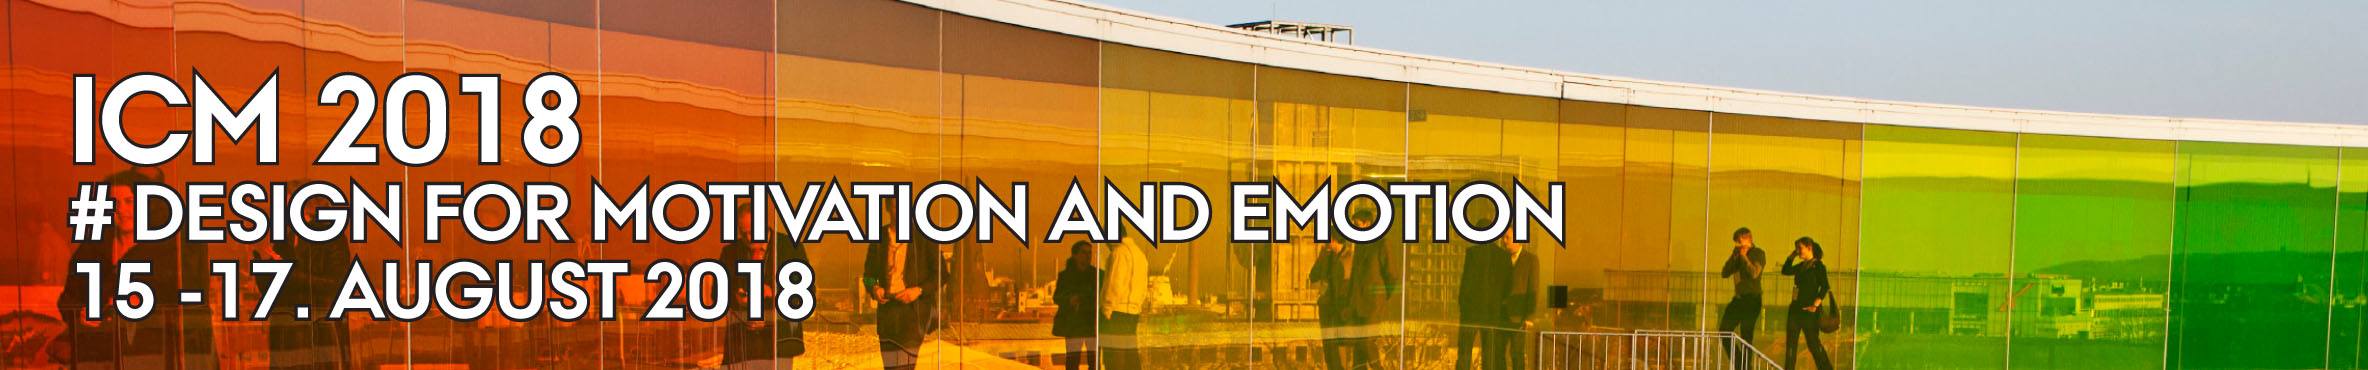 ICM 2018
# DESIGN FOR MOTIVATION AND EMOTION
15 -17. AUGUST 2018